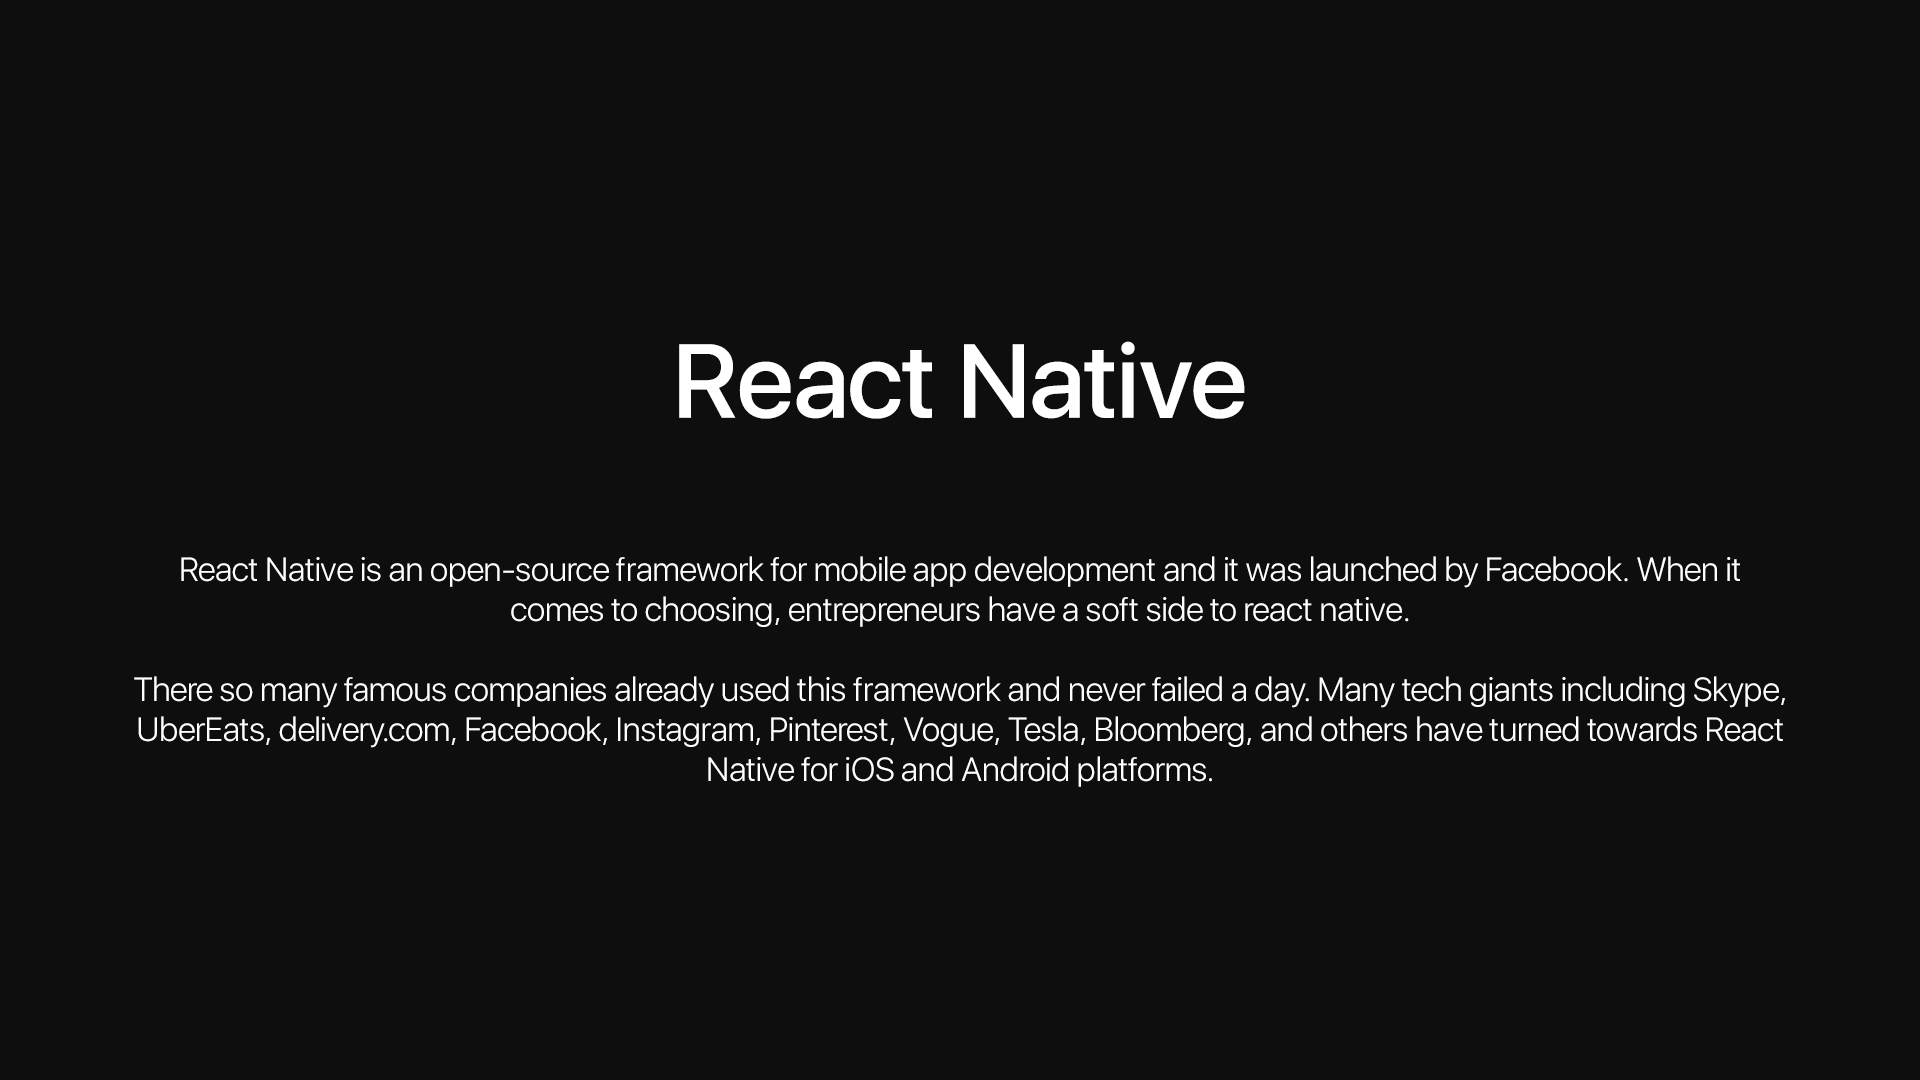 React Native
React Native is an open-source framework for mobile app development and it was launched by Facebook. When it
comes to choosing, entrepreneurs have a soft side to react native.
There so many famous companies already used this framework and never failed a day. Many tech giants including Skype,
UberEats, delivery.com, Facebook, Instagram, Pinterest, Vogue, Tesla, Bloomberg, and others have turned towards React
Native for iOS and Android platforms.